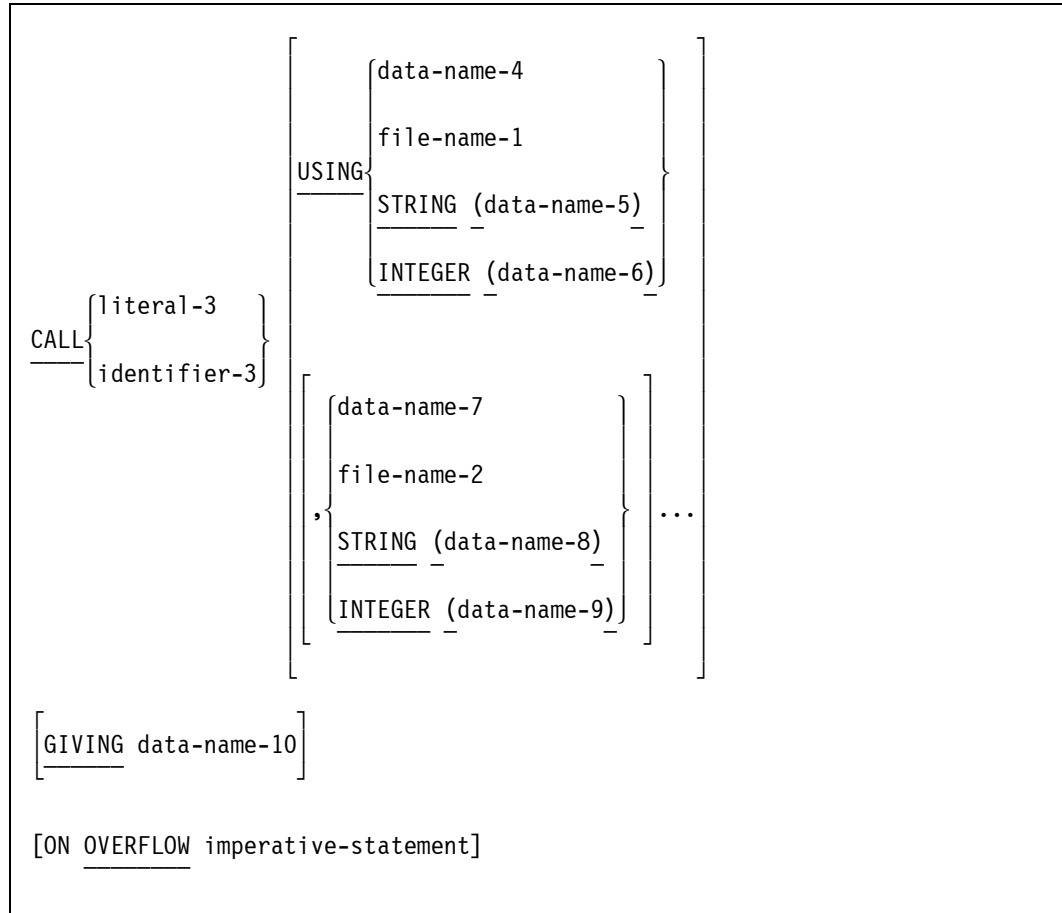 data-name-4
file-name-1
USING
STRING (data-name-5)
INTEGER (data-name-6)
literal-3
CALL
identifier-3
data-name-7
file-name-2
, ...
STRING (data-name-8)
INTEGER (data-name-9)
GIVING data-name-10
[ON OVERFLOW imperative-statement]